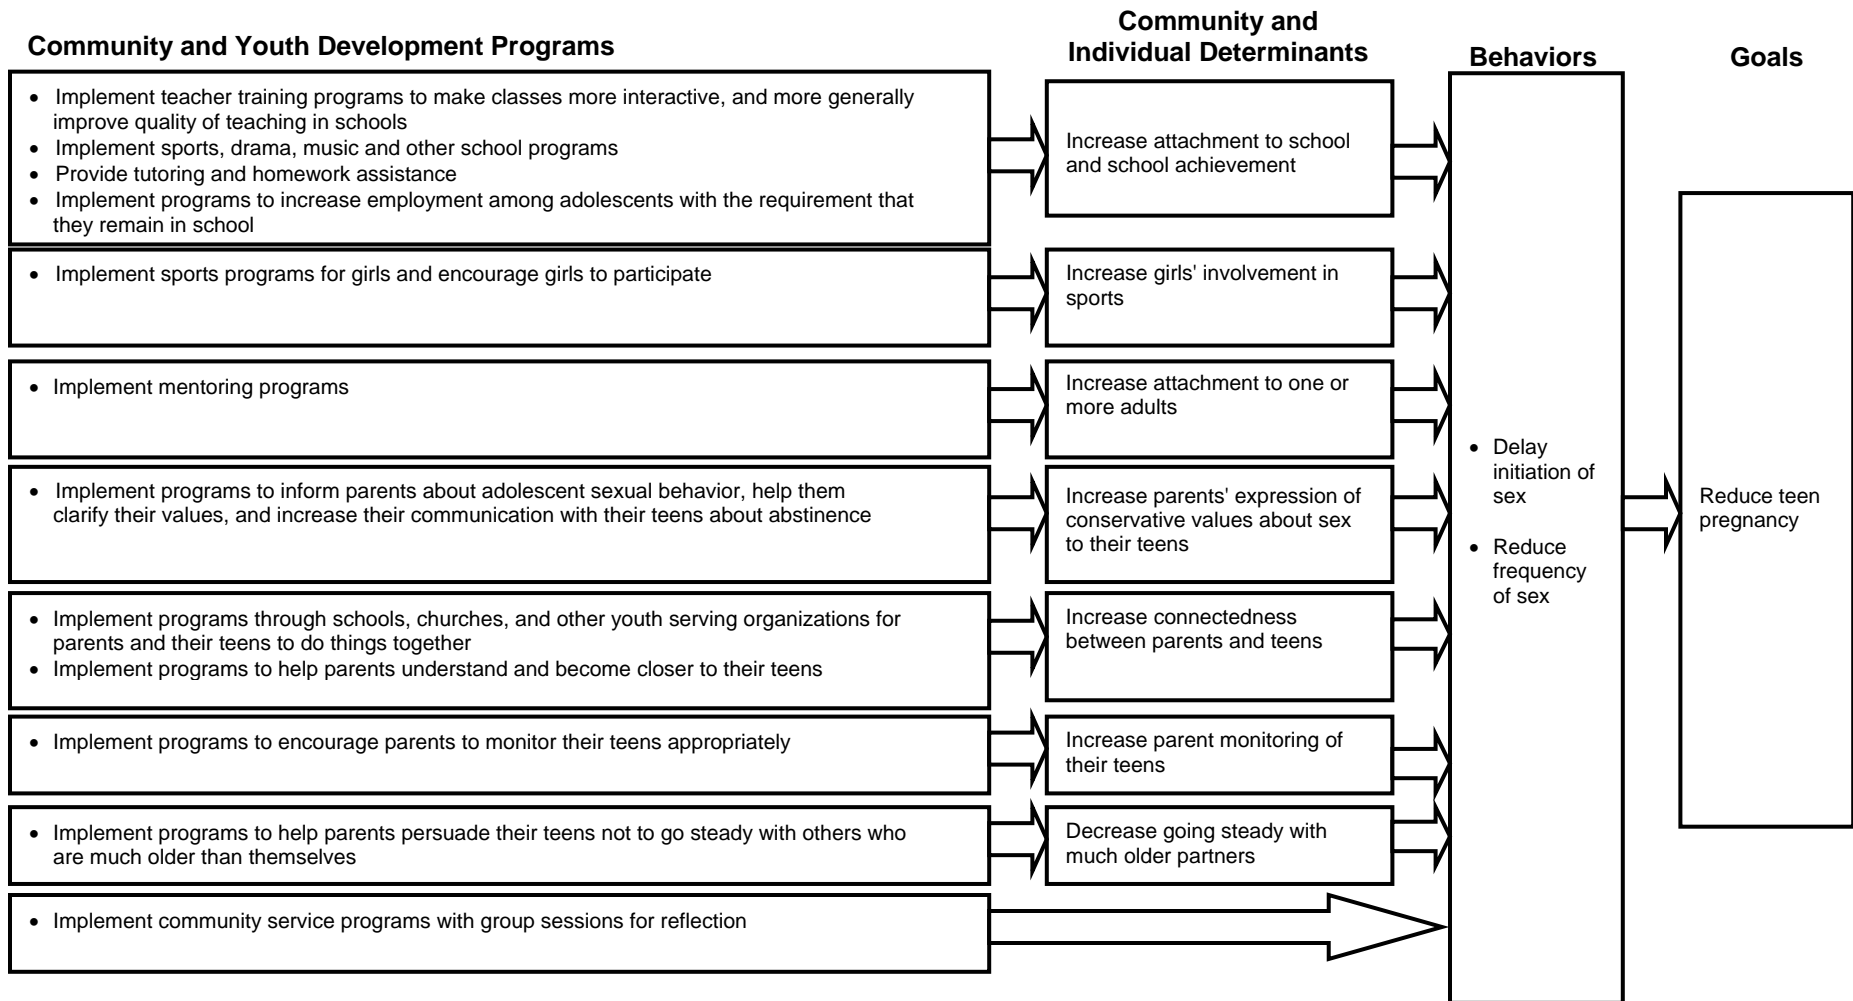 Community and Youth Development Programs
Community and
Individual Determinants
Behaviors
Goals
• Implement teacher training programs to make classes more interactive, and more generally
improve quality of teaching in schools
• Implement sports, drama, music and other school programs
• Provide tutoring and homework assistance
• Implement programs to increase employment among adolescents with the requirement that
they remain in school
Increase attachment to school
and school achievement
• Implement sports programs for girls and encourage girls to participate
Increase girls' involvement in
sports
• Implement mentoring programs
Increase attachment to one or
more adults
• Implement programs to inform parents about adolescent sexual behavior, help them
clarify their values, and increase their communication with their teens about abstinence
Increase parents' expression of
conservative values about sex
to their teens
• Implement programs through schools, churches, and other youth serving organizations for
parents and their teens to do things together
• Implement programs to help parents understand and become closer to their teens
Increase connectedness
between parents and teens
• Implement programs to encourage parents to monitor their teens appropriately
Increase parent monitoring of
their teens
• Implement programs to help parents persuade their teens not to go steady with others who
are much older than themselves
Decrease going steady with
much older partners
• Implement community service programs with group sessions for reflection
• Delay
initiation of
sex
• Reduce
frequency
of sex
Reduce teen
pregnancy